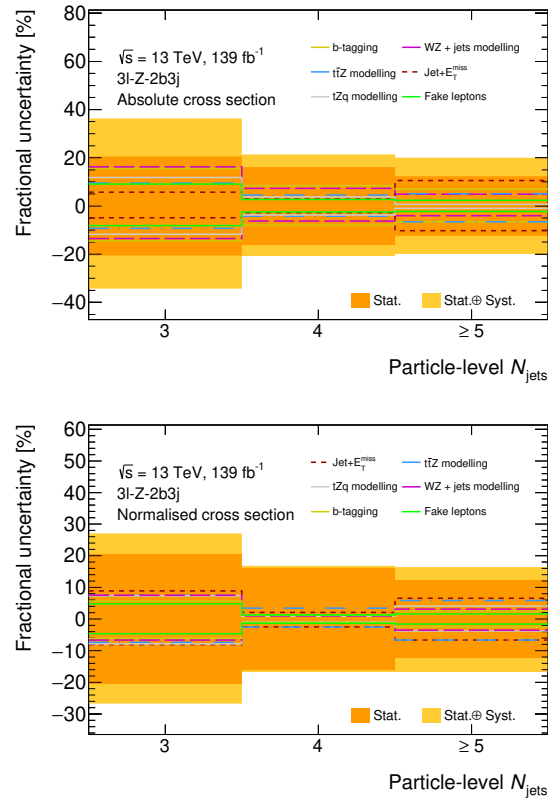 Fractional uncertainty [%]
80
60
40
20
0
−20
−40
−60
√s = 13 TeV, 139 fb⁻¹
3l-Z-2b3j
Absolute cross section
b-tagging
tt̄Z modelling
tZq modelling
WZ + jets modelling
Jet+E_T^miss
Fake leptons
Stat.
Stat.⊕ Syst.
3
4
≥ 5
Particle-level N_jets
Fractional uncertainty [%]
60
50
40
30
20
10
0
−10
−20
−30
√s = 13 TeV, 139 fb⁻¹
3l-Z-2b3j
Normalised cross section
Jet+E_T^miss
tZq modelling
b-tagging
tt̄Z modelling
WZ + jets modelling
Fake leptons
Stat.
Stat.⊕ Syst.
3
4
≥ 5
Particle-level N_jets